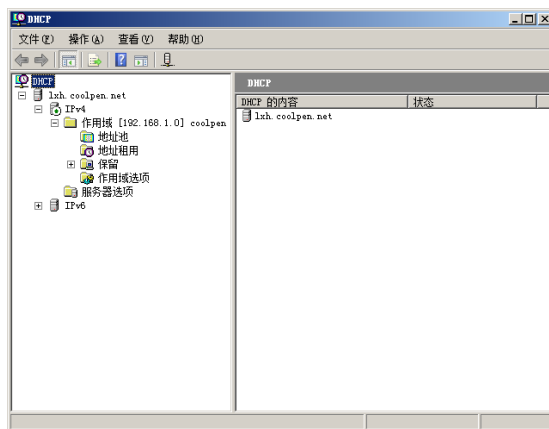 DHCP
文件(F) 操作(A) 查看(V) 帮助(H)
DHCP
lxh.coolpen.net
IPv4
作用域 [192.168.1.0] coolpen
地址池
地址租用
保留
作用域选项
服务器选项
IPv6
DHCP
DHCP 的内容 状态
lxh.coolpen.net